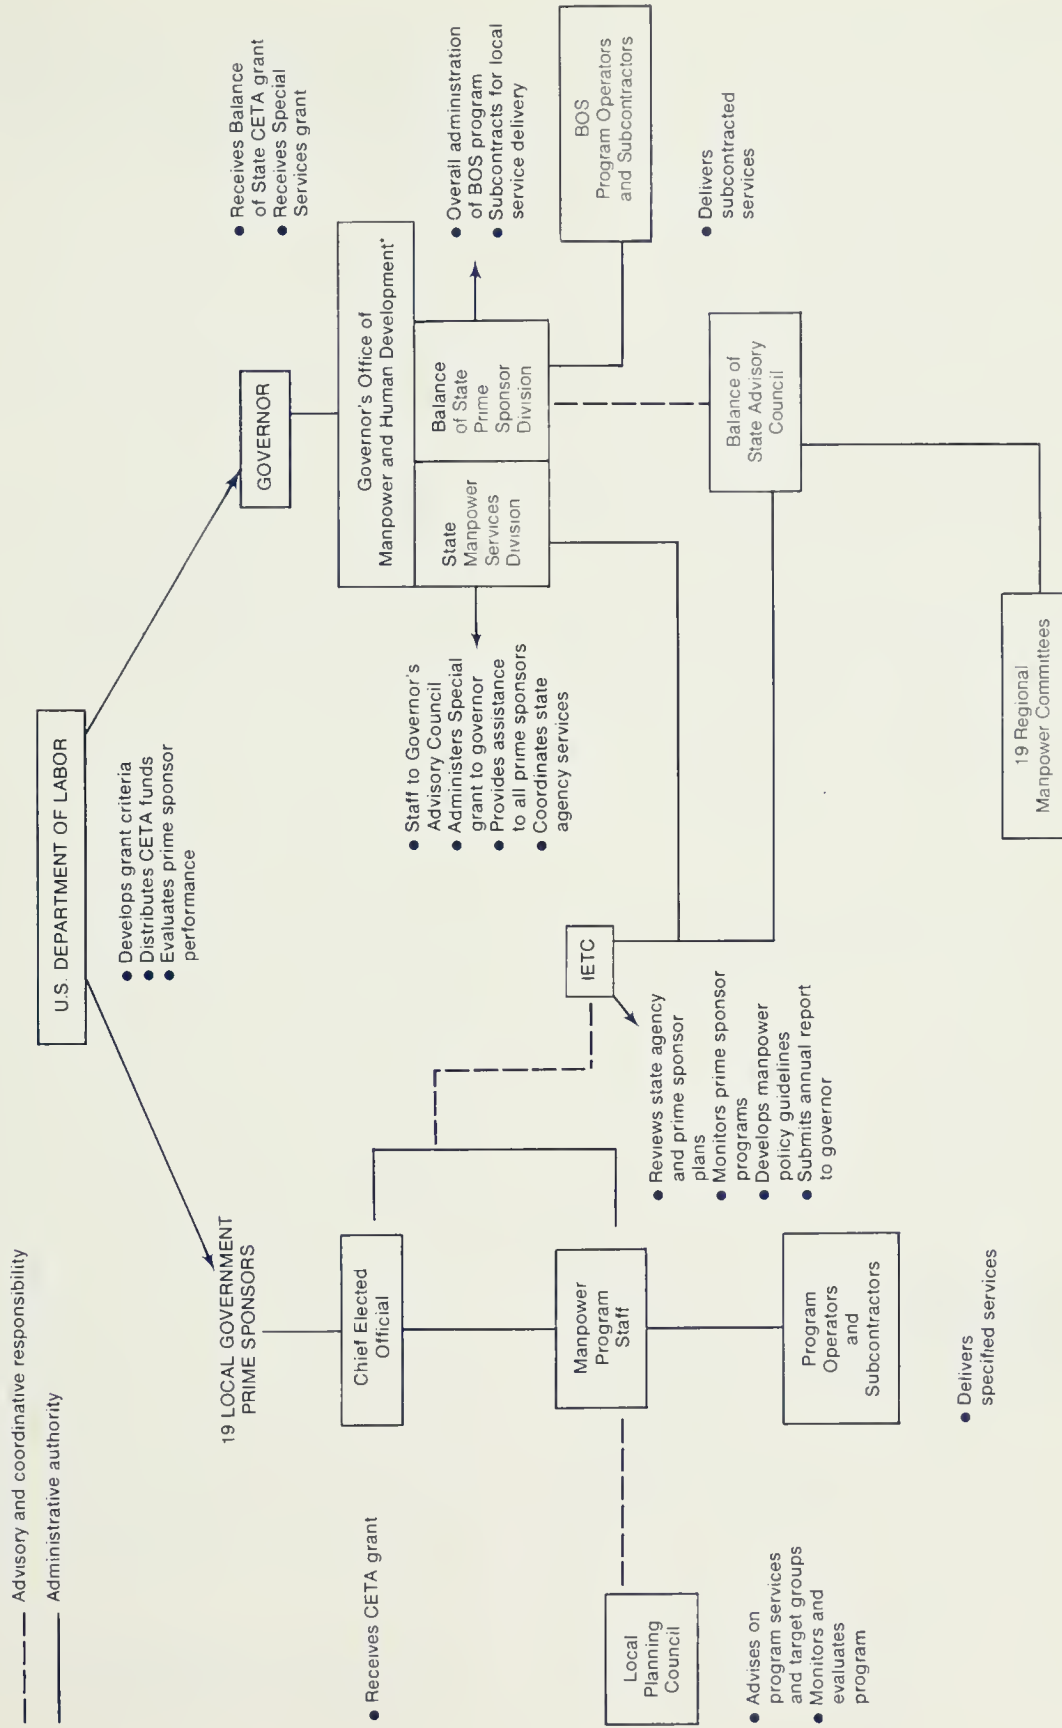 Advisory and coordinative responsibility
Administrative authority
U.S. DEPARTMENT OF LABOR
• Develops grant criteria
• Distributes CETA funds
• Evaluates prime sponsor
performance
19 LOCAL GOVERNMENT
PRIME SPONSORS
Chief Elected
Official
• Receives CETA grant
Manpower
Program
Staff
Local
Planning
Council
• Advises on
program services
and target groups
• Monitors and
evaluates
program
Program
Operators
and
Subcontractors
• Delivers
specified services
IETC
• Reviews state agency
and prime sponsor
plans
• Monitors prime sponsor
programs
• Develops manpower
policy guidelines
• Submits annual report
to governor
GOVERNOR
• Receives Balance
of State CETA grant
• Receives Special
Services grant
Governor's Office of
Manpower and Human Development*
State
Manpower
Services
Division
Balance
of State
Prime
Sponsor
Division
• Staff to Governor's
Advisory Council
• Administers Special
grant to governor
• Provides assistance
to all prime sponsors
• Coordinates state
agency services
• Overall administration
of BOS program
• Subcontracts for local
service delivery
BOS
Program Operators
and Subcontractors
• Delivers
subcontracted
services
Balance of
State Advisory
Council
19 Regional
Manpower Committees